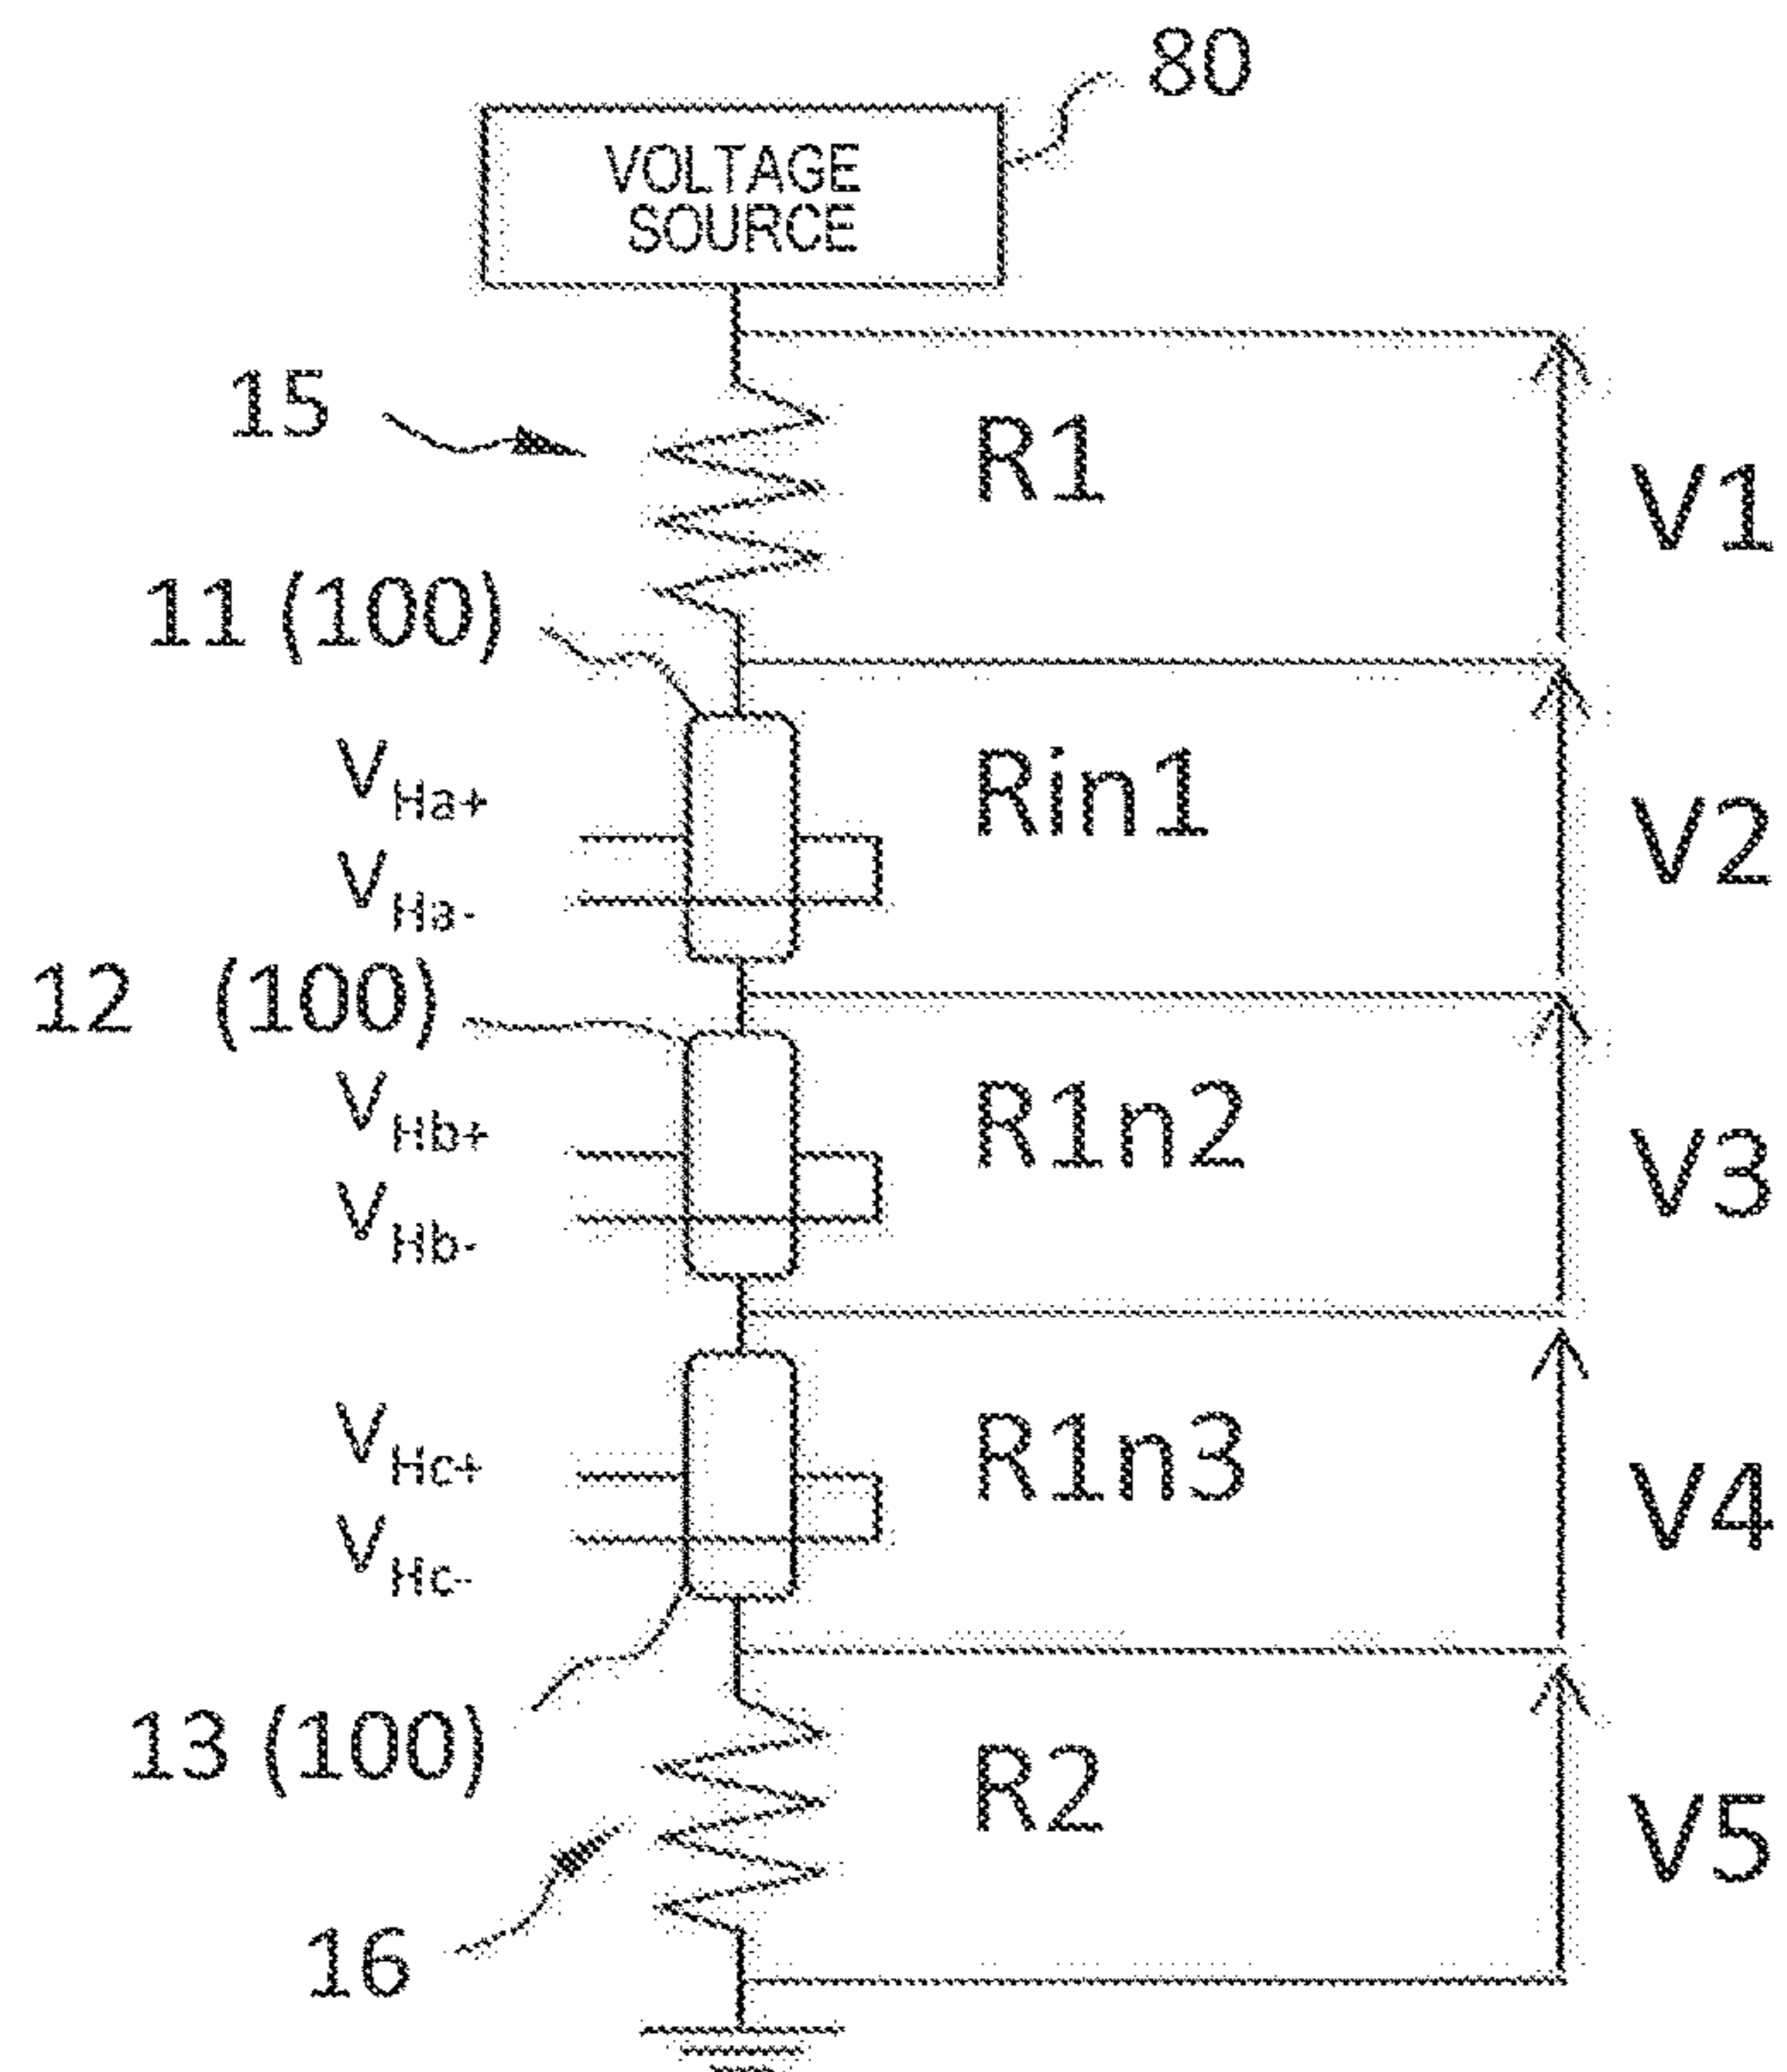 80
VOLTAGE
SOURCE
15
R1
V1
11 (100)
VHa+
Rin1
V2
VHa-
12 (100)
VHb+
R1n2
V3
VHb-
VHc+
R1n3
V4
VHc-
13 (100)
R2
V5
16